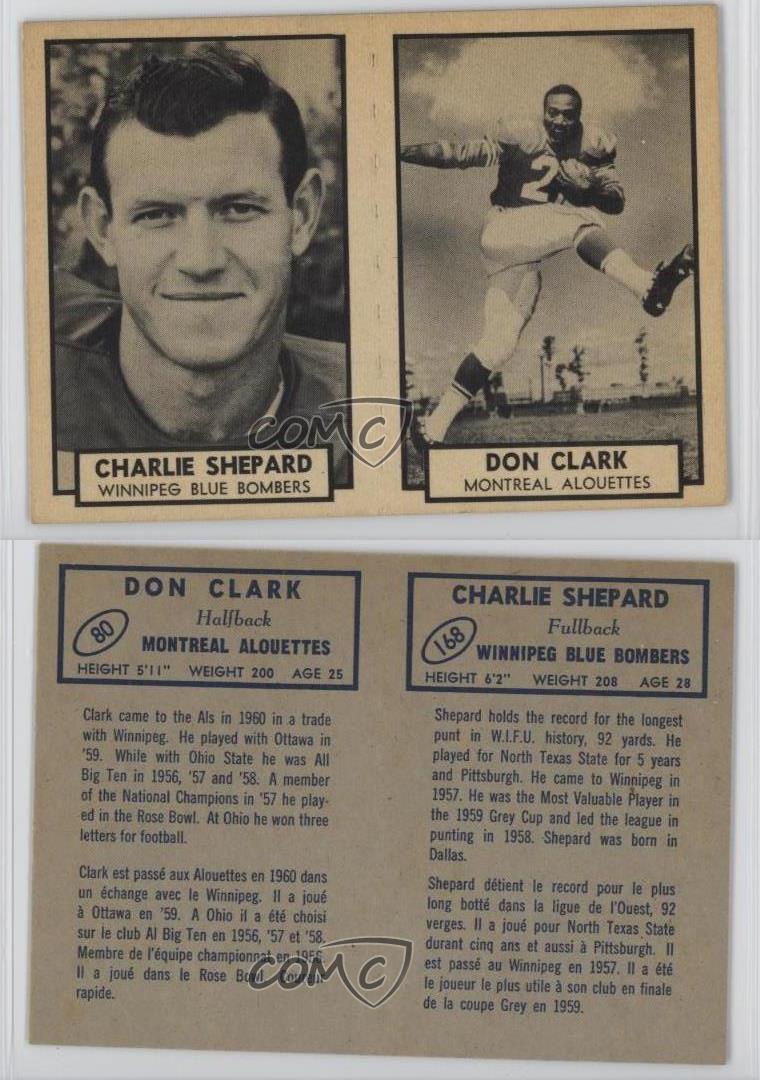 CHARLIE SHEPARD
WINNIPEG BLUE BOMBERS
2
DON CLARK
MONTREAL ALOUETTES
COMC
DON CLARK
80
Halfback
MONTREAL ALOUETTES
HEIGHT 5'11" WEIGHT 200 AGE 25
Clark came to the Als in 1960 in a trade
with Winnipeg. He played with Ottawa in
'59. While with Ohio State he was All
Big Ten in 1956, '57 and '58. A member
of the National Champions in '57 he play-
ed in the Rose Bowl. At Ohio he won three
letters for football.
Clark est passé aux Alouettes en 1960 dans
un échange avec le Winnipeg. Il a joué
à Ottawa en '59. A Ohio il a été choisi
sur le club Al Big Ten en 1956, '57 et '58.
Membre de l'équipe championnat en 1956.
Il a joué dans le Rose Bowl. Coureur
rapide.
CHARLIE SHEPARD
168
Fullback
WINNIPEG BLUE BOMBERS
HEIGHT 6'2" WEIGHT 208 AGE 28
Shepard holds the record for the longest
punt in W.I.F.U. history, 92 yards. He
played for North Texas State for 5 years
and Pittsburgh. He came to Winnipeg in
1957. He was the Most Valuable Player in
the 1959 Grey Cup and led the league in
punting in 1958. Shepard was born in
Dallas.
Shepard détient le record pour le plus
long botté dans la ligue de l'Ouest, 92
verges. Il a joué pour North Texas State
durant cinq ans et aussi à Pittsburgh. Il
est passé au Winnipeg en 1957. Il a été
le joueur le plus utile à son club en finale
de la coupe Grey en 1959.
COMC